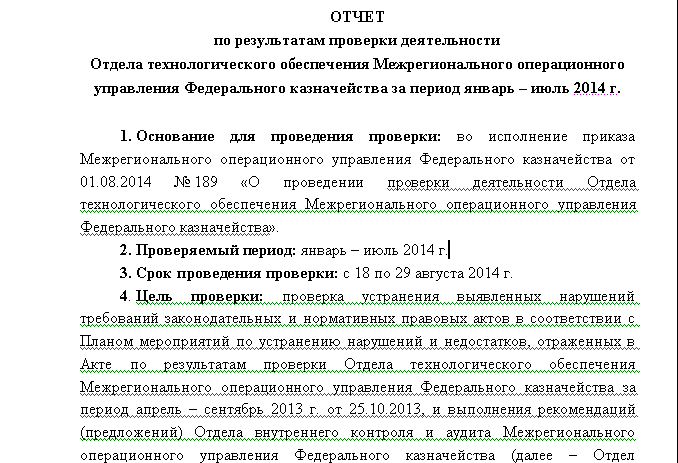 ОТЧЕТ
по результатам проверки деятельности
Отдела технологического обеспечения Межрегионального операционного
управления Федерального казначейства за период январь – июль 2014 г.
1. Основание для проведения проверки: во исполнение приказа
Межрегионального операционного управления Федерального казначейства от
01.08.2014 № 189 «О проведении проверки деятельности Отдела
технологического обеспечения Межрегионального операционного управления
Федерального казначейства».
2. Проверяемый период: январь – июль 2014 г.
3. Срок проведения проверки: с 18 по 29 августа 2014 г.
4. Цель проверки: проверка устранения выявленных нарушений
требований законодательных и нормативных правовых актов в соответствии с
Планом мероприятий по устранению нарушений и недостатков, отраженных в
Акте по результатам проверки Отдела технологического обеспечения
Межрегионального операционного управления Федерального казначейства за
период апрель – сентябрь 2013 г. от 25.10.2013, и выполнения рекомендаций
(предложений) Отдела внутреннего контроля и аудита Межрегионального
операционного управления Федерального казначейства (далее – Отдел